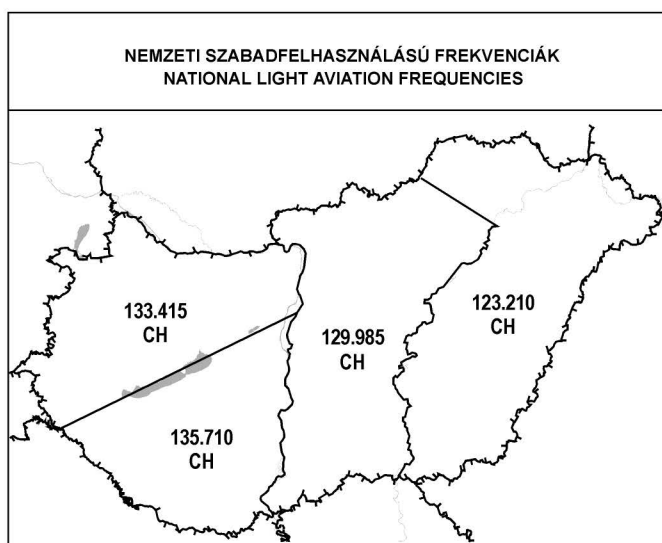 NEMZETI SZABADFELHASZNÁLÁSÚ FREKVENCIÁK
NATIONAL LIGHT AVIATION FREQUENCIES
133.415
CH
129.985
CH
123.210
CH
135.710
CH